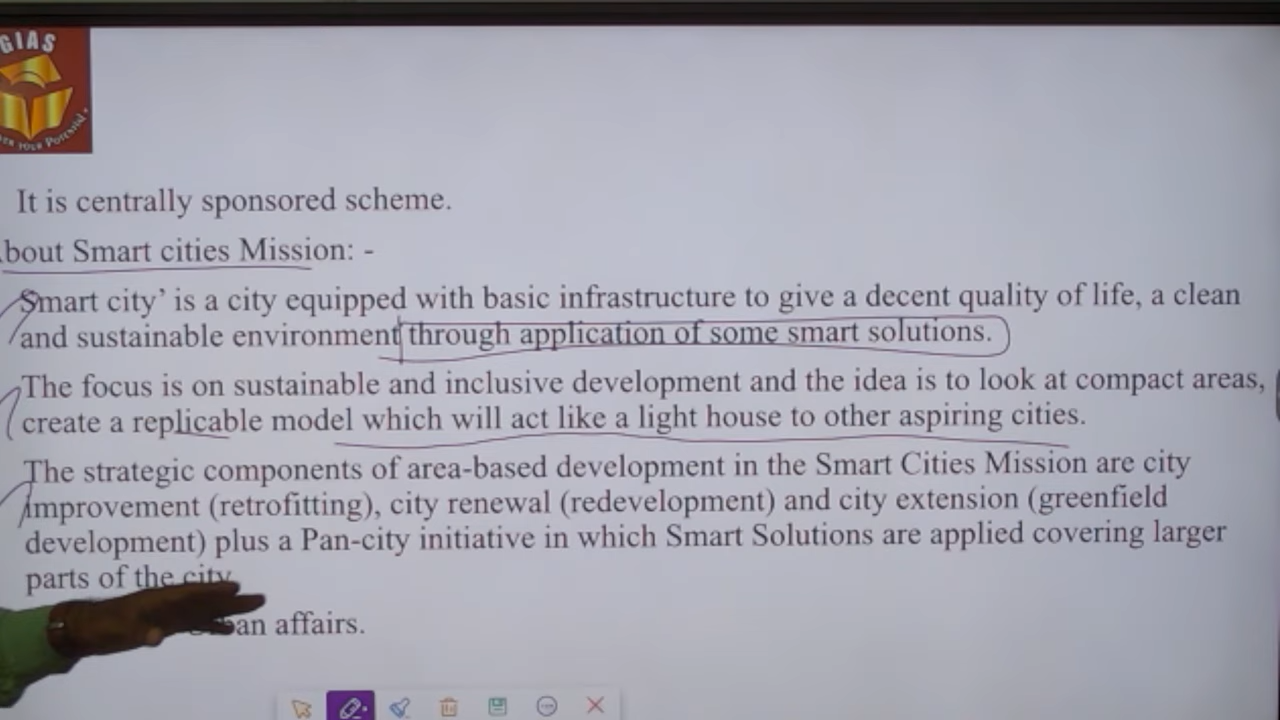 GIAS
Your Potential
It is centrally sponsored scheme.
bout Smart cities Mission: -
Smart city’ is a city equipped with basic infrastructure to give a decent quality of life, a clean
and sustainable environment through application of some smart solutions.
The focus is on sustainable and inclusive development and the idea is to look at compact areas,
create a replicable model which will act like a light house to other aspiring cities.
The strategic components of area-based development in the Smart Cities Mission are city
improvement (retrofitting), city renewal (redevelopment) and city extension (greenfield
development) plus a Pan-city initiative in which Smart Solutions are applied covering larger
parts of the city
ban affairs.